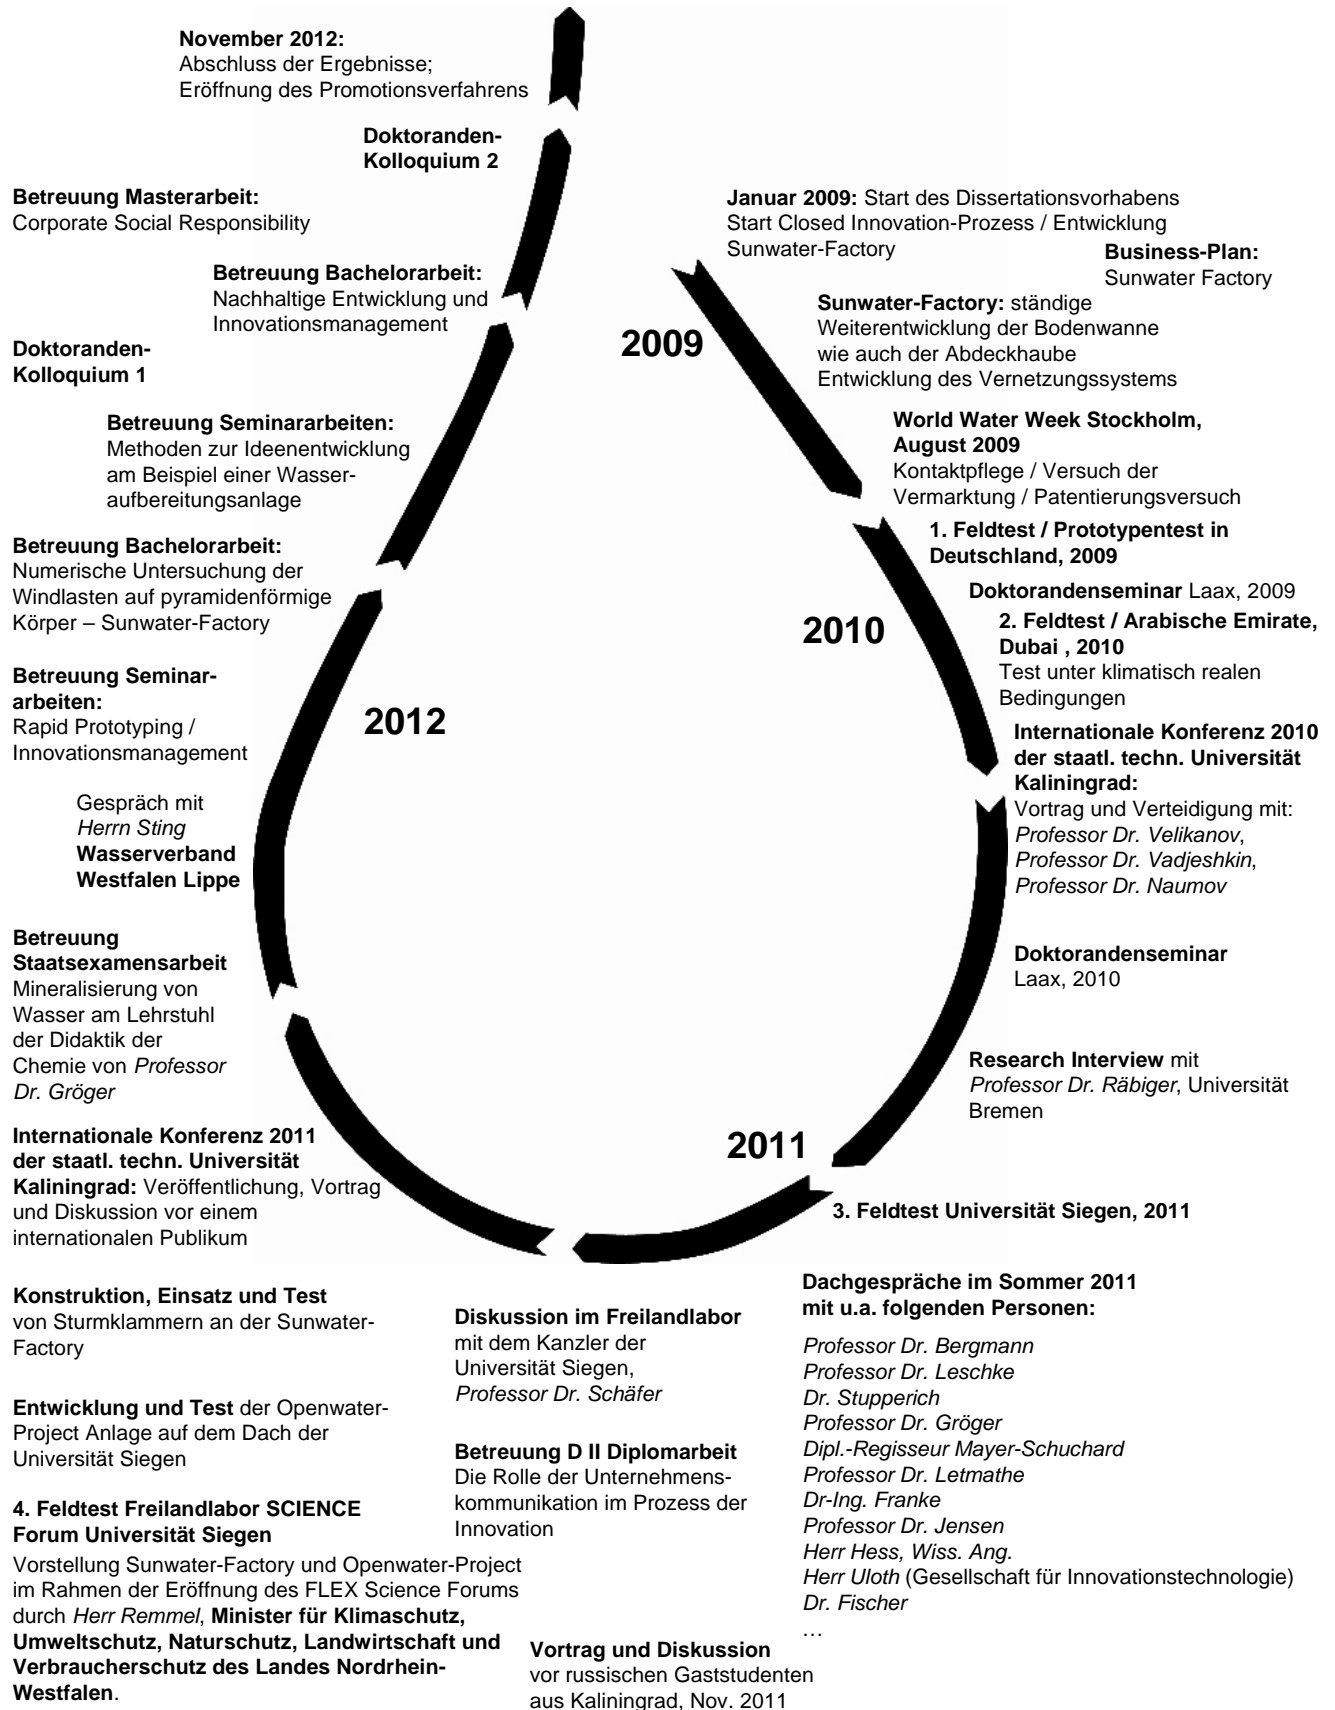 Januar 2009: Start des Dissertationsvorhabens
Start Closed Innovation-Prozess / Entwicklung
Sunwater-Factory
Business-Plan:
Sunwater Factory
Sunwater-Factory: ständige
Weiterentwicklung der Bodenwanne
wie auch der Abdeckhaube
Entwicklung des Vernetzungssystems
2009
World Water Week Stockholm,
August 2009
Kontaktpflege / Versuch der
Vermarktung / Patentierungsversuch
1. Feldtest / Prototypentest in
Deutschland, 2009
Doktorandenseminar Laax, 2009
2010
2. Feldtest / Arabische Emirate,
Dubai , 2010
Test unter klimatisch realen
Bedingungen
Internationale Konferenz 2010
der staatl. techn. Universität
Kaliningrad:
Vortrag und Verteidigung mit:
Professor Dr. Velikanov,
Professor Dr. Vadjeshkin,
Professor Dr. Naumov
Doktorandenseminar
Laax, 2010
Research Interview mit
Professor Dr. Räbiger, Universität
Bremen
2011
3. Feldtest Universität Siegen, 2011
Dachgespräche im Sommer 2011
mit u.a. folgenden Personen:
Professor Dr. Bergmann
Professor Dr. Leschke
Dr. Stupperich
Professor Dr. Gröger
Dipl.-Regisseur Mayer-Schuchard
Professor Dr. Letmathe
Dr-Ing. Franke
Professor Dr. Jensen
Herr Hess, Wiss. Ang.
Herr Uloth (Gesellschaft für Innovationstechnologie)
Dr. Fischer
…
Diskussion im Freilandlabor
mit dem Kanzler der
Universität Siegen,
Professor Dr. Schäfer
Betreuung D II Diplomarbeit
Die Rolle der Unternehmens-
kommunikation im Prozess der
Innovation
Vortrag und Diskussion
vor russischen Gaststudenten
aus Kaliningrad, Nov. 2011
4. Feldtest Freilandlabor SCIENCE
Forum Universität Siegen
Vorstellung Sunwater-Factory und Openwater-Project
im Rahmen der Eröffnung des FLEX Science Forums
durch Herr Remmel, Minister für Klimaschutz,
Umweltschutz, Naturschutz, Landwirtschaft und
Verbraucherschutz des Landes Nordrhein-
Westfalen.
Entwicklung und Test der Openwater-
Project Anlage auf dem Dach der
Universität Siegen
Konstruktion, Einsatz und Test
von Sturmklammern an der Sunwater-
Factory
Internationale Konferenz 2011
der staatl. techn. Universität
Kaliningrad: Veröffentlichung, Vortrag
und Diskussion vor einem
internationalen Publikum
Betreuung
Staatsexamensarbeit
Mineralisierung von
Wasser am Lehrstuhl
der Didaktik der
Chemie von Professor
Dr. Gröger
Gespräch mit
Herrn Sting
Wasserverband
Westfalen Lippe
2012
Betreuung Seminar-
arbeiten:
Rapid Prototyping /
Innovationsmanagement
Betreuung Bachelorarbeit:
Numerische Untersuchung der
Windlasten auf pyramidenförmige
Körper – Sunwater-Factory
Betreuung Seminararbeiten:
Methoden zur Ideenentwicklung
am Beispiel einer Wasser-
aufbereitungsanlage
Doktoranden-
Kolloquium 1
Betreuung Bachelorarbeit:
Nachhaltige Entwicklung und
Innovationsmanagement
Betreuung Masterarbeit:
Corporate Social Responsibility
Doktoranden-
Kolloquium 2
November 2012:
Abschluss der Ergebnisse;
Eröffnung des Promotionsverfahrens